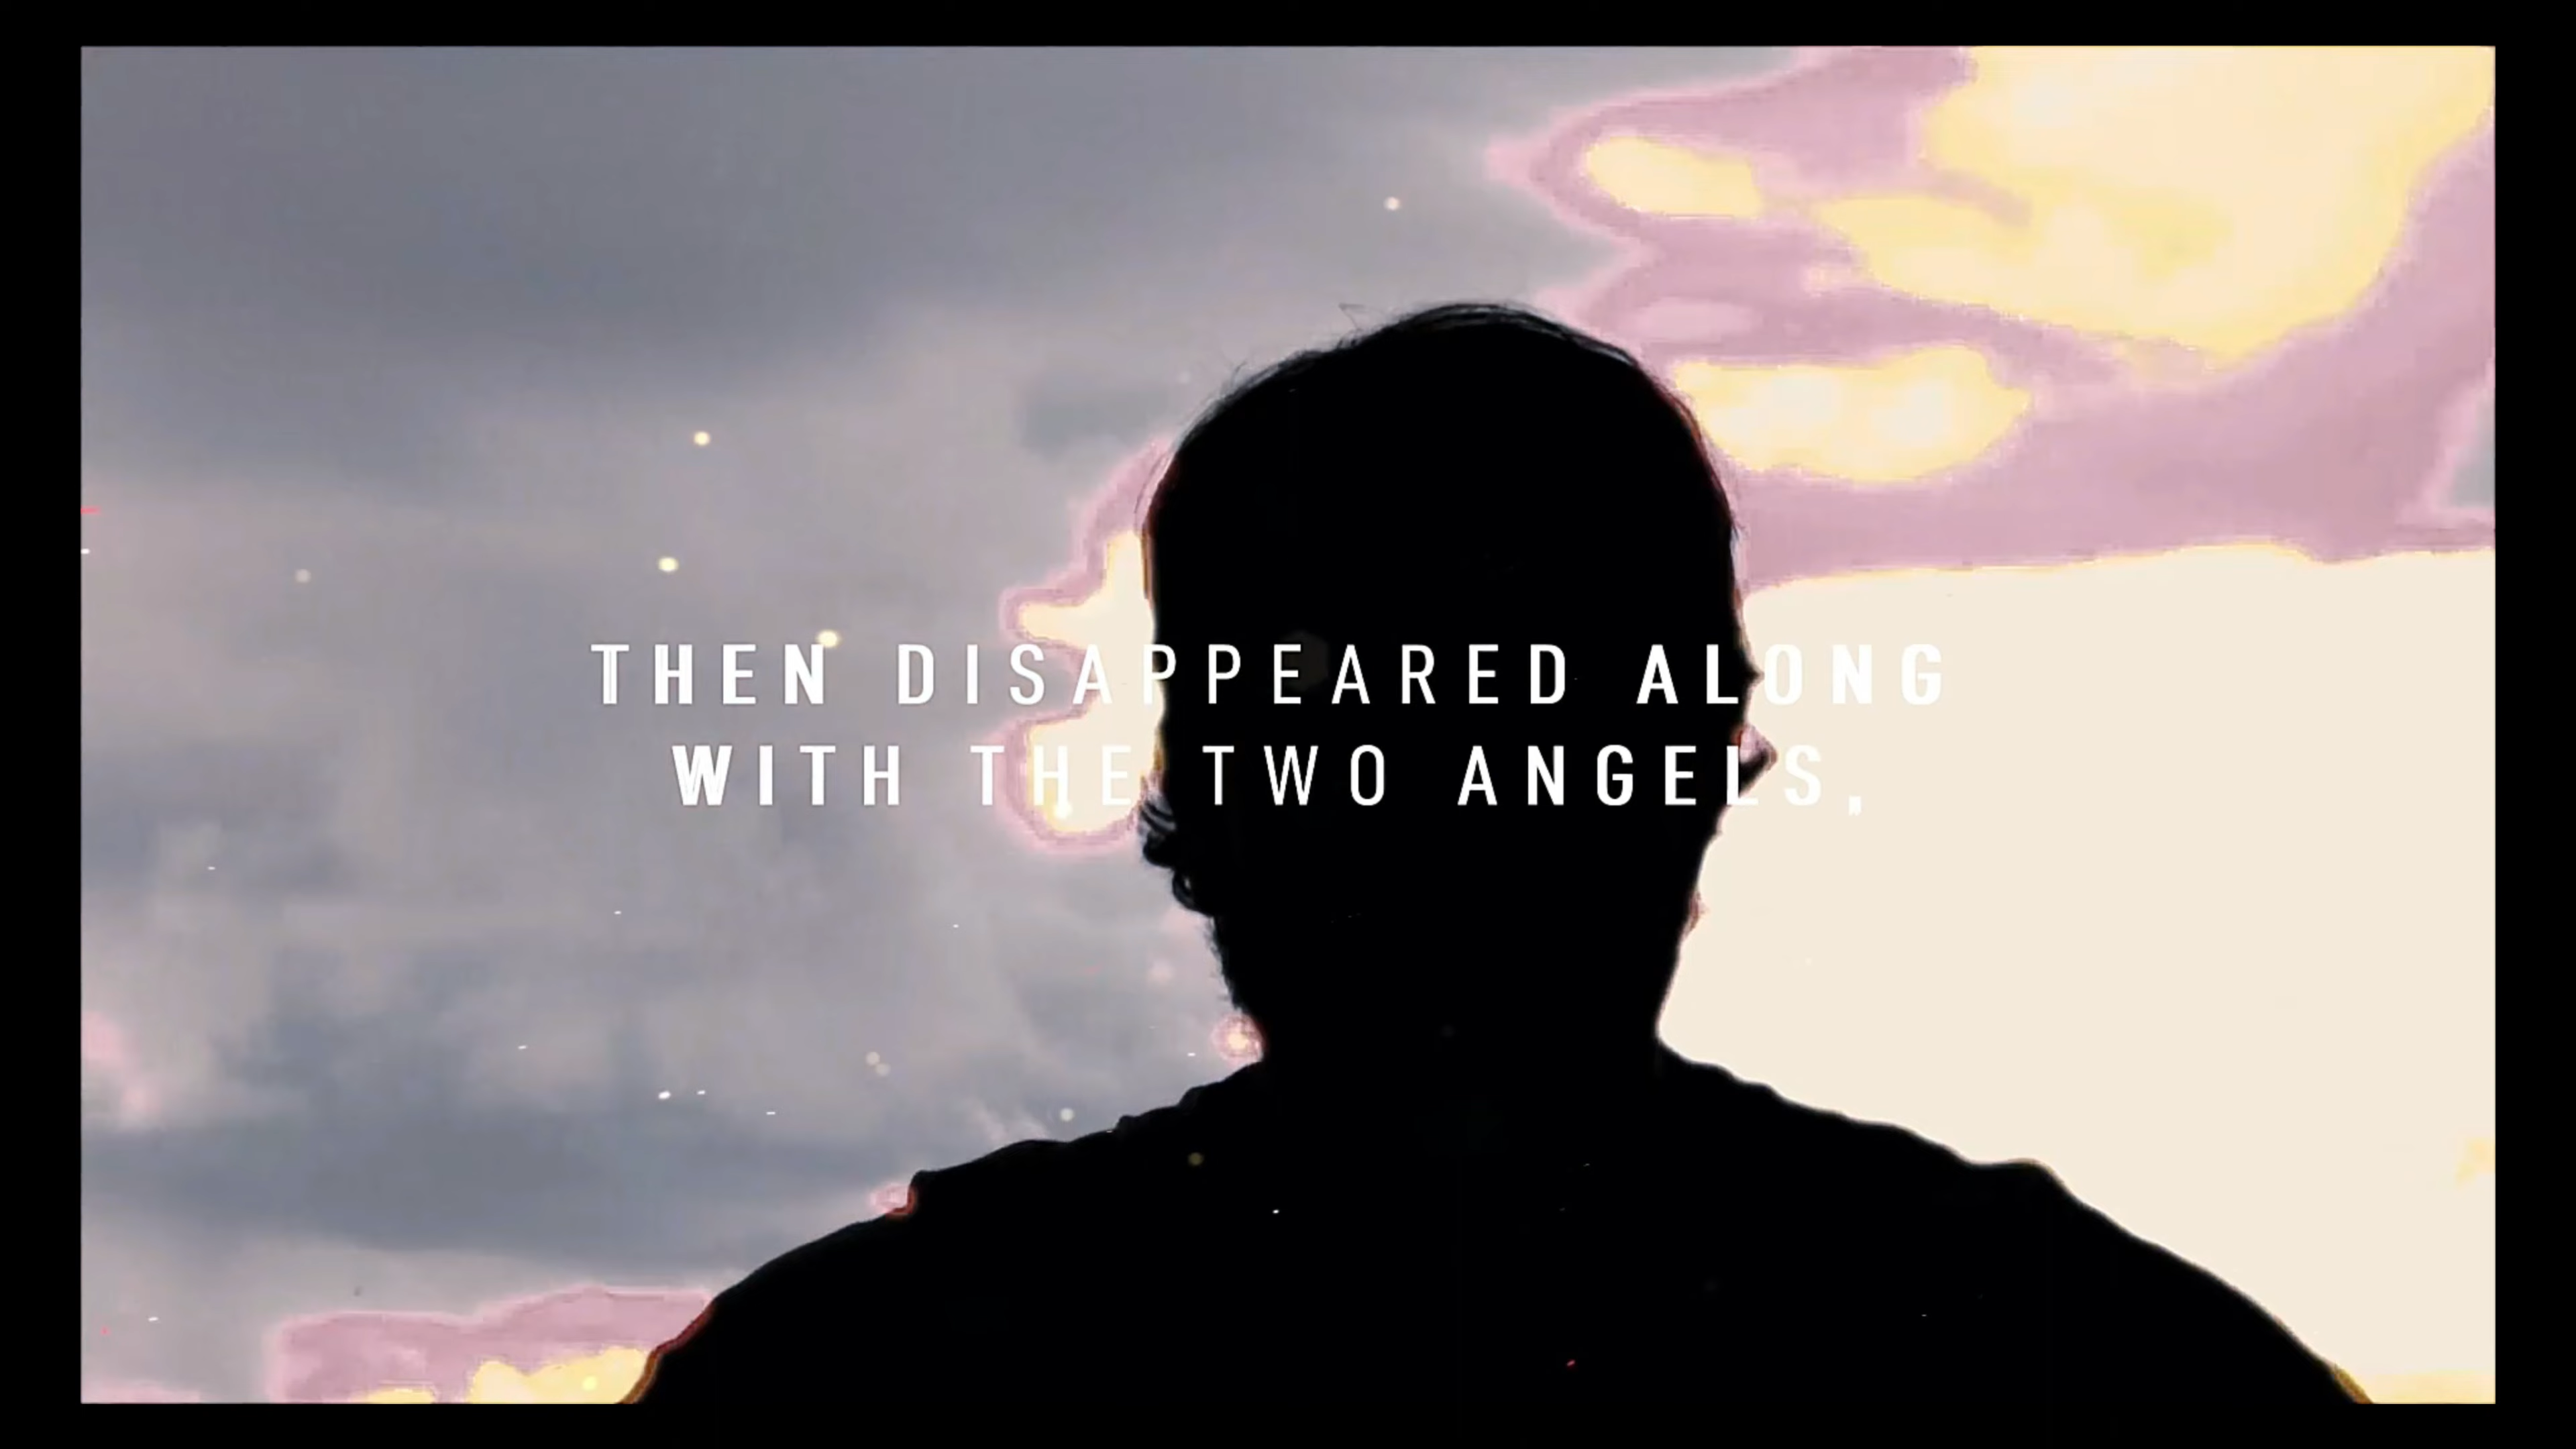 THEN DISAPPEARED ALONG
WITH THE TWO ANGELS,